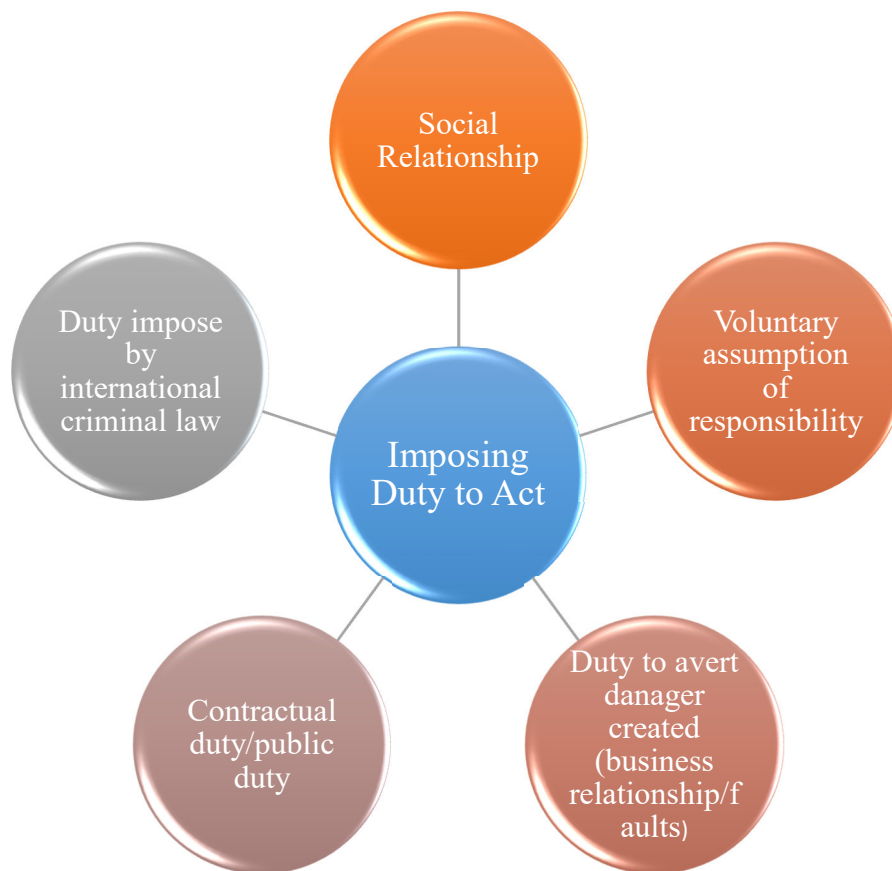 Social
Relationship
Duty impose
by
international
criminal law
Voluntary
assumption
of
responsibility
Imposing
Duty to Act
Contractual
duty/public
duty
Duty to avert
danager
created
(business
relationship/f
aults)